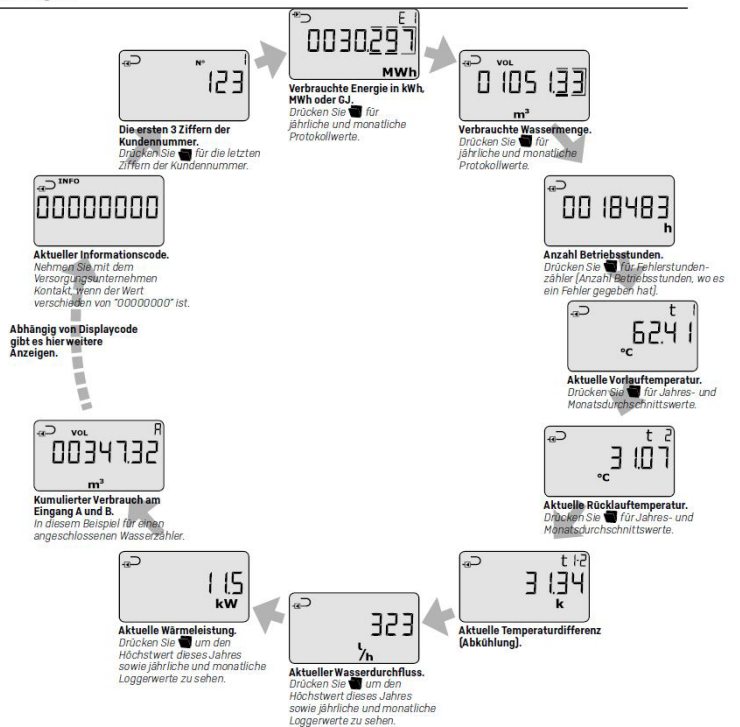 E1
0030.297
MWh
Verbrauchte Energie in kWh,
MWh oder GJ.
Drücken Sie für
jährliche und monatliche
Protokollwerte.
VOL
01051.33
m³
Verbrauchte Wassermenge.
Drücken Sie für
jährliche und monatliche
Protokollwerte.
0018483
h
Anzahl Betriebsstunden.
Drücken Sie für Fehlerstunden-
zähler (Anzahl Betriebsstunden, wo es
ein Fehler gegeben hat).
t 1
62.41
°C
Aktuelle Vorlauftemperatur.
Drücken Sie für Jahres- und
Monatsdurchschnittswerte.
t 2
31.07
°C
Aktuelle Rücklauftemperatur.
Drücken Sie für Jahres- und
Monatsdurchschnittswerte.
t1-2
31.34
k
Aktuelle Temperaturdifferenz
(Abkühlung).
323
l/h
Aktueller Wasserdurchfluss.
Drücken Sie um den
Höchstwert dieses Jahres
sowie jährliche und monatliche
Loggerwerte zu sehen.
11.5
kW
Aktuelle Wärmeleistung.
Drücken Sie um den
Höchstwert dieses Jahres
sowie jährliche und monatliche
Loggerwerte zu sehen.
VOL A
00347.32
m³
Kumulierter Verbrauch am
Eingang A und B.
In diesem Beispiel für einen
angeschlossenen Wasserzähler.
Abhängig von Displaycode
gibt es hier weitere
Anzeigen.
INFO
00000000
Aktueller Informationscode.
Nehmen Sie mit dem
Versorgungsunternehmen
Kontakt, wenn der Wert
verschieden von "00000000" ist.
N° 1
123
Die ersten 3 Ziffern der
Kundennummer.
Drücken Sie für die letzten
Ziffern der Kundennummer.